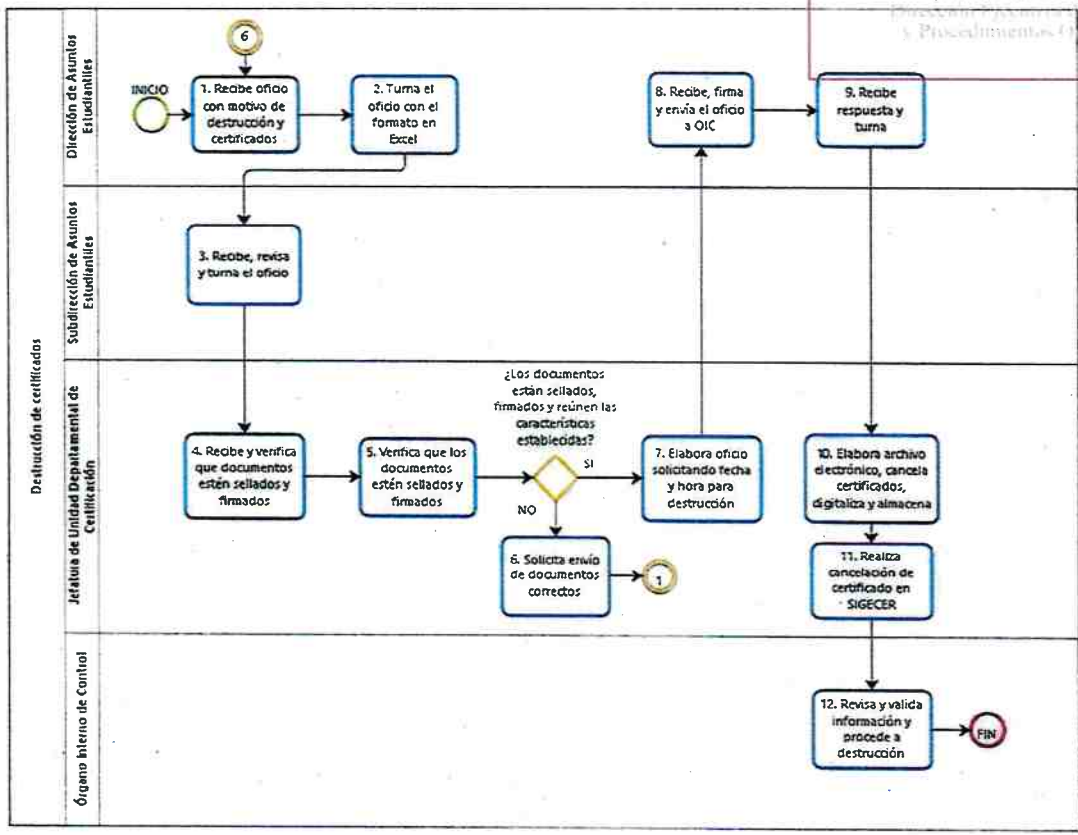 y Procedimientos
Destrucción de certificados
Dirección de Asuntos
Estudiantiles
INICIO
6
1. Recibe oficio
con motivo de
destrucción y
certificados
2. Turna el
oficio con el
formato en
Excel
8. Recibe, firma
y envía el oficio
a OIC
9. Recibe
respuesta y
turna
Subdirección de Asuntos
Estudiantiles
3. Recibe, revisa
y turna el oficio
Jefatura de Unidad Departamental de
Certificación
4. Recibe y verifica
que documentos
estén sellados y
firmados
5. Verifica que los
documentos
estén sellados y
firmados
¿Los documentos
están sellados,
firmados y reúnen las
características
establecidas?
SI
NO
6. Solicita envío
de documentos
correctos
1
7. Elabora oficio
solicitando fecha
y hora para
destrucción
10. Elabora archivo
electrónico, cancela
certificados,
digitaliza y almacena
11. Realiza
cancelación de
certificado en
SIGECER
Órgano Interno de Control
12. Revisa y valida
información y
procede a
destrucción
FIN